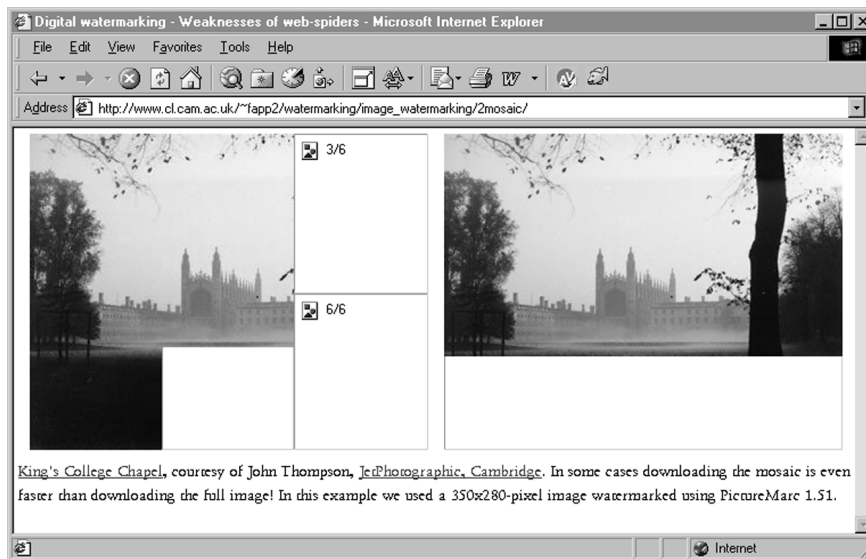 Digital watermarking - Weaknesses of web-spiders - Microsoft Internet Explorer
File Edit View Favorites Tools Help
Address http://www.cl.cam.ac.uk/~fapp2/watermarking/image_watermarking/2mosaic/
3/6
6/6
King's College Chapel, courtesy of John Thompson, JetPhotographic, Cambridge. In some cases downloading the mosaic is even
faster than downloading the full image! In this example we used a 350x280-pixel image watermarked using PictureMarc 1.51.
Internet